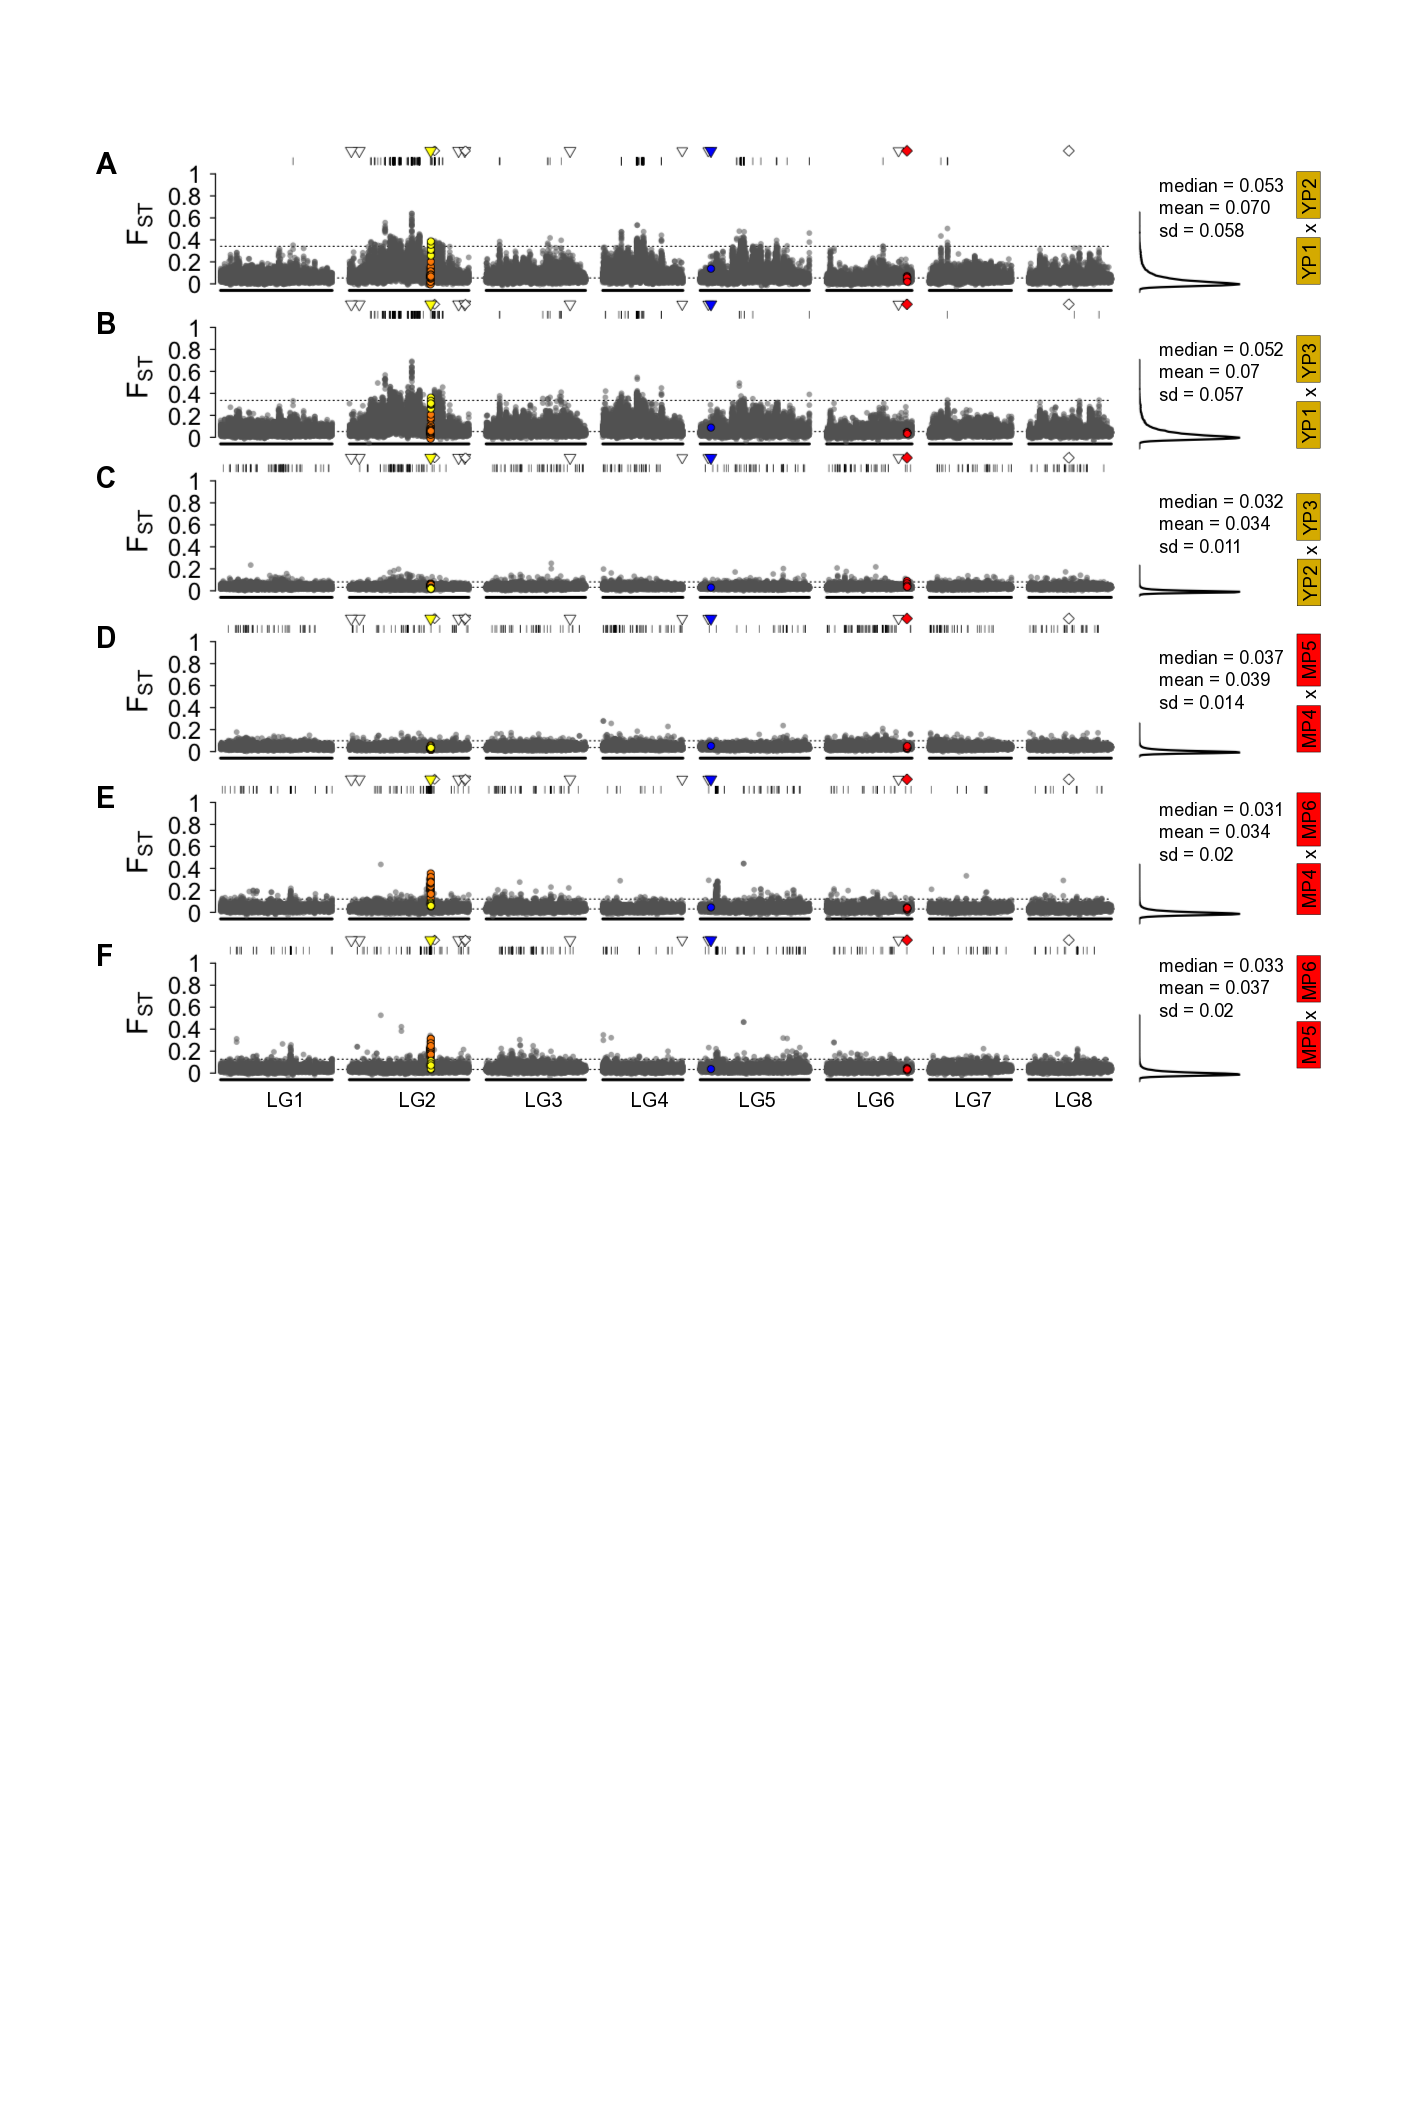 A
1
0.8
0.6
0.4
0.2
0
FST
median = 0.053
mean = 0.070
sd = 0.058
YP1 x YP2
B
1
0.8
0.6
0.4
0.2
0
FST
median = 0.052
mean = 0.07
sd = 0.057
YP1 x YP3
C
1
0.8
0.6
0.4
0.2
0
FST
median = 0.032
mean = 0.034
sd = 0.011
YP2 x YP3
D
1
0.8
0.6
0.4
0.2
0
FST
median = 0.037
mean = 0.039
sd = 0.014
MP4 x MP5
E
1
0.8
0.6
0.4
0.2
0
FST
median = 0.031
mean = 0.034
sd = 0.02
MP4 x MP6
F
1
0.8
0.6
0.4
0.2
0
FST
median = 0.033
mean = 0.037
sd = 0.02
MP5 x MP6
LG1 LG2 LG3 LG4 LG5 LG6 LG7 LG8